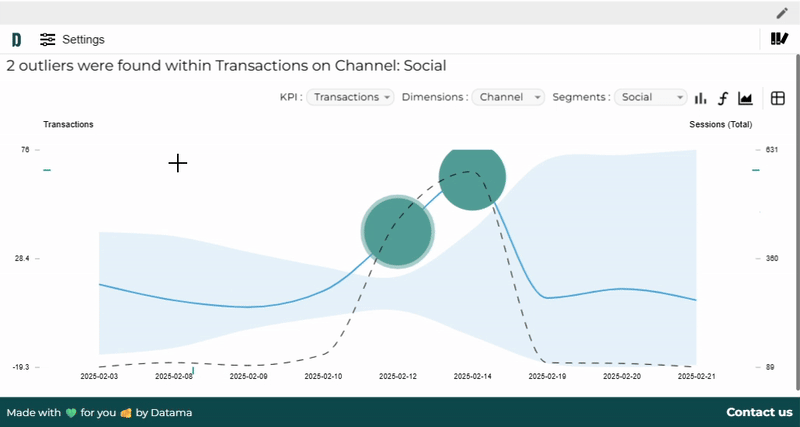 D Settings
2 outliers were found within Transactions on Channel: Social
KPI : Transactions Dimensions : Channel Segments : Social
Transactions
Sessions (Total)
76
631
28.4
360
-19.3
89
2025-02-03 2025-02-08 2025-02-09 2025-02-10 2025-02-12 2025-02-14 2025-02-19 2025-02-20 2025-02-21
Made with 💚 for you 🧀 by Datama
Contact us